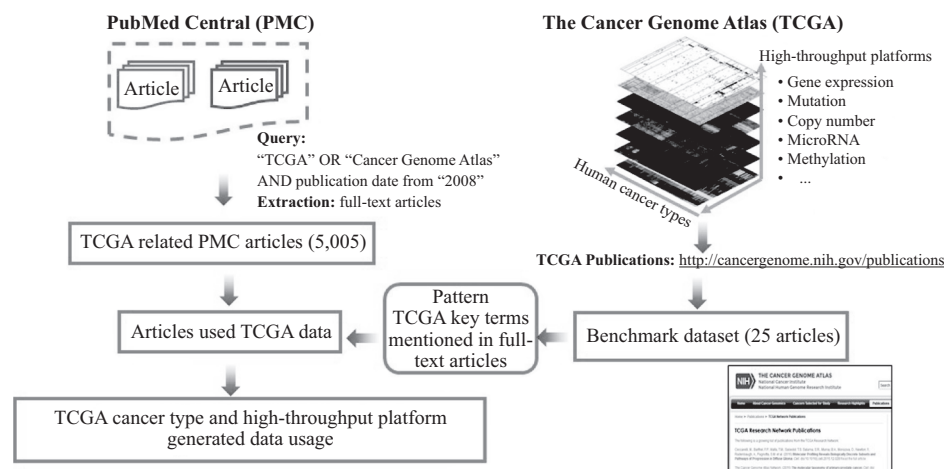 PubMed Central (PMC)
Article
Article
Query:
“TCGA” OR “Cancer Genome Atlas”
AND publication date from “2008”
Extraction: full-text articles
TCGA related PMC articles (5,005)
Articles used TCGA data
TCGA cancer type and high-throughput platform
generated data usage
Pattern
TCGA key terms
mentioned in full-
text articles
The Cancer Genome Atlas (TCGA)
High-throughput platforms
• Gene expression
• Mutation
• Copy number
• MicroRNA
• Methylation
• ...
Human cancer types
TCGA Publications: http://cancergenome.nih.gov/publications
Benchmark dataset (25 articles)
NIH
THE CANCER GENOME ATLAS
National Cancer Institute
National Human Genome Research Institute
TCGA Research Network Publications